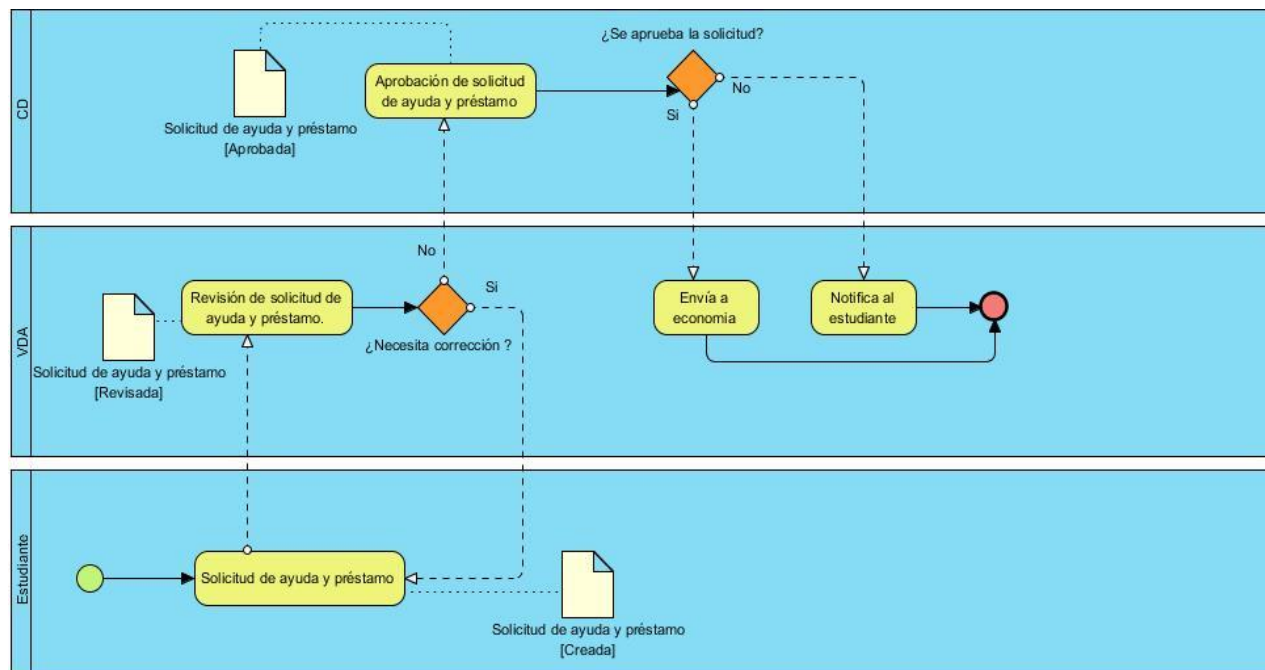 CD
¿Se aprueba la solicitud?
Aprobación de solicitud
de ayuda y préstamo
No
Si
Solicitud de ayuda y préstamo
[Aprobada]
VDA
No
Si
Revisión de solicitud de
ayuda y préstamo.
¿Necesita corrección ?
Envía a
economia
Notifica al
estudiante
Solicitud de ayuda y préstamo
[Revisada]
Estudiante
Solicitud de ayuda y préstamo
Solicitud de ayuda y préstamo
[Creada]